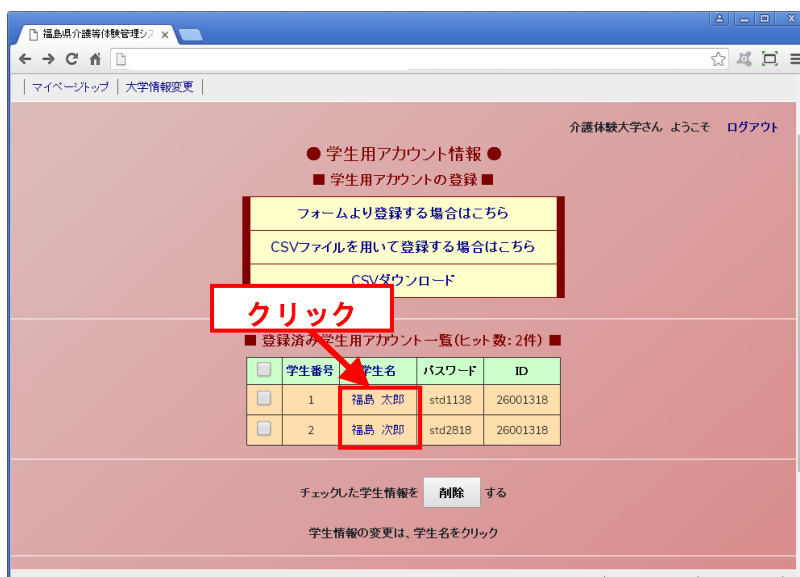 福島県介護等体験管理シス
マイページトップ 大学情報変更
介護体験大学さん ようこそ ログアウト
● 学生用アカウント情報 ●
■ 学生用アカウントの登録 ■
フォームより登録する場合はこちら
CSVファイルを用いて登録する場合はこちら
CSVダウンロード
クリック
■ 登録済み学生用アカウント一覧(ヒット数: 2件) ■
学生番号 学生名 パスワード ID
1 福島 太郎 std1138 26001318
2 福島 次郎 std2818 26001318
チェックした学生情報を 削除 する
学生情報の変更は、学生名をクリック